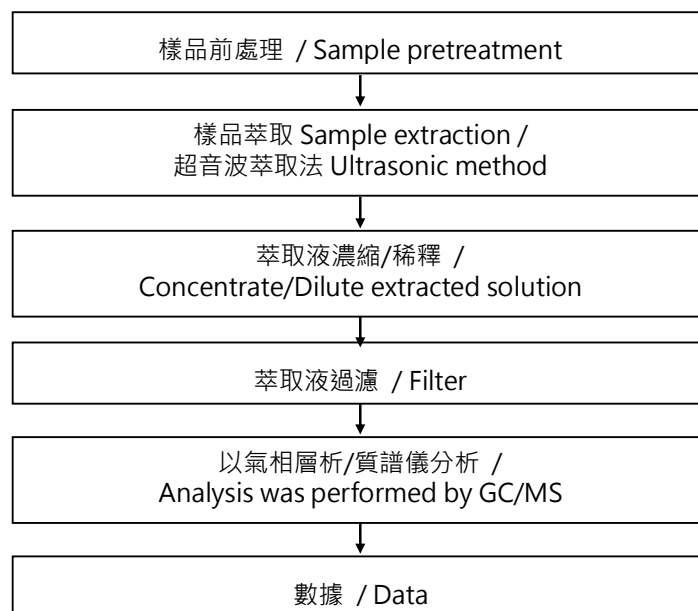 樣品前處理 / Sample pretreatment
樣品萃取 Sample extraction /
超音波萃取法 Ultrasonic method
萃取液濃縮/稀釋 /
Concentrate/Dilute extracted solution
萃取液過濾 / Filter
以氣相層析/質譜儀分析 /
Analysis was performed by GC/MS
數據 / Data